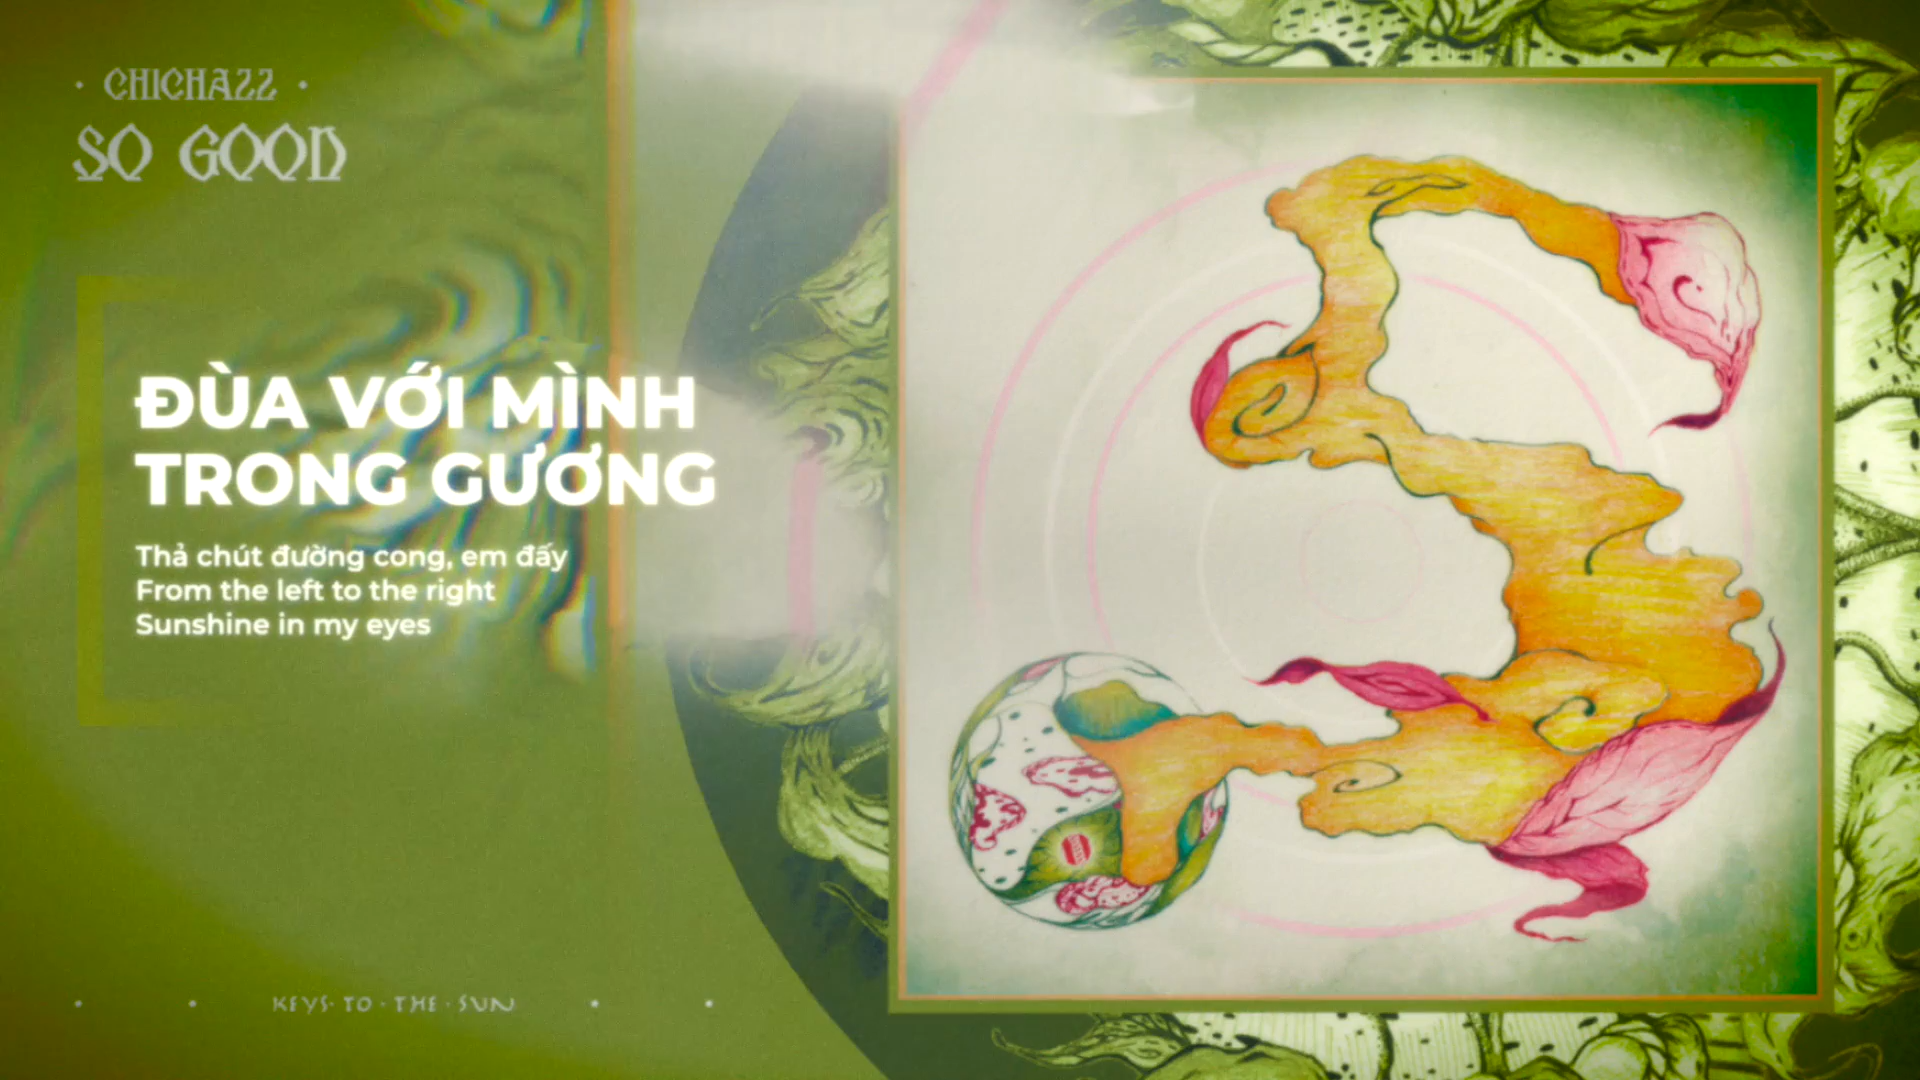 · CHICHAZZ ·
SO GOOD
ĐÙA VỚI MÌNH
TRONG GƯƠNG
Thả chút đường cong, em đấy
From the left to the right
Sunshine in my eyes
KEYS · TO · THE · SUN